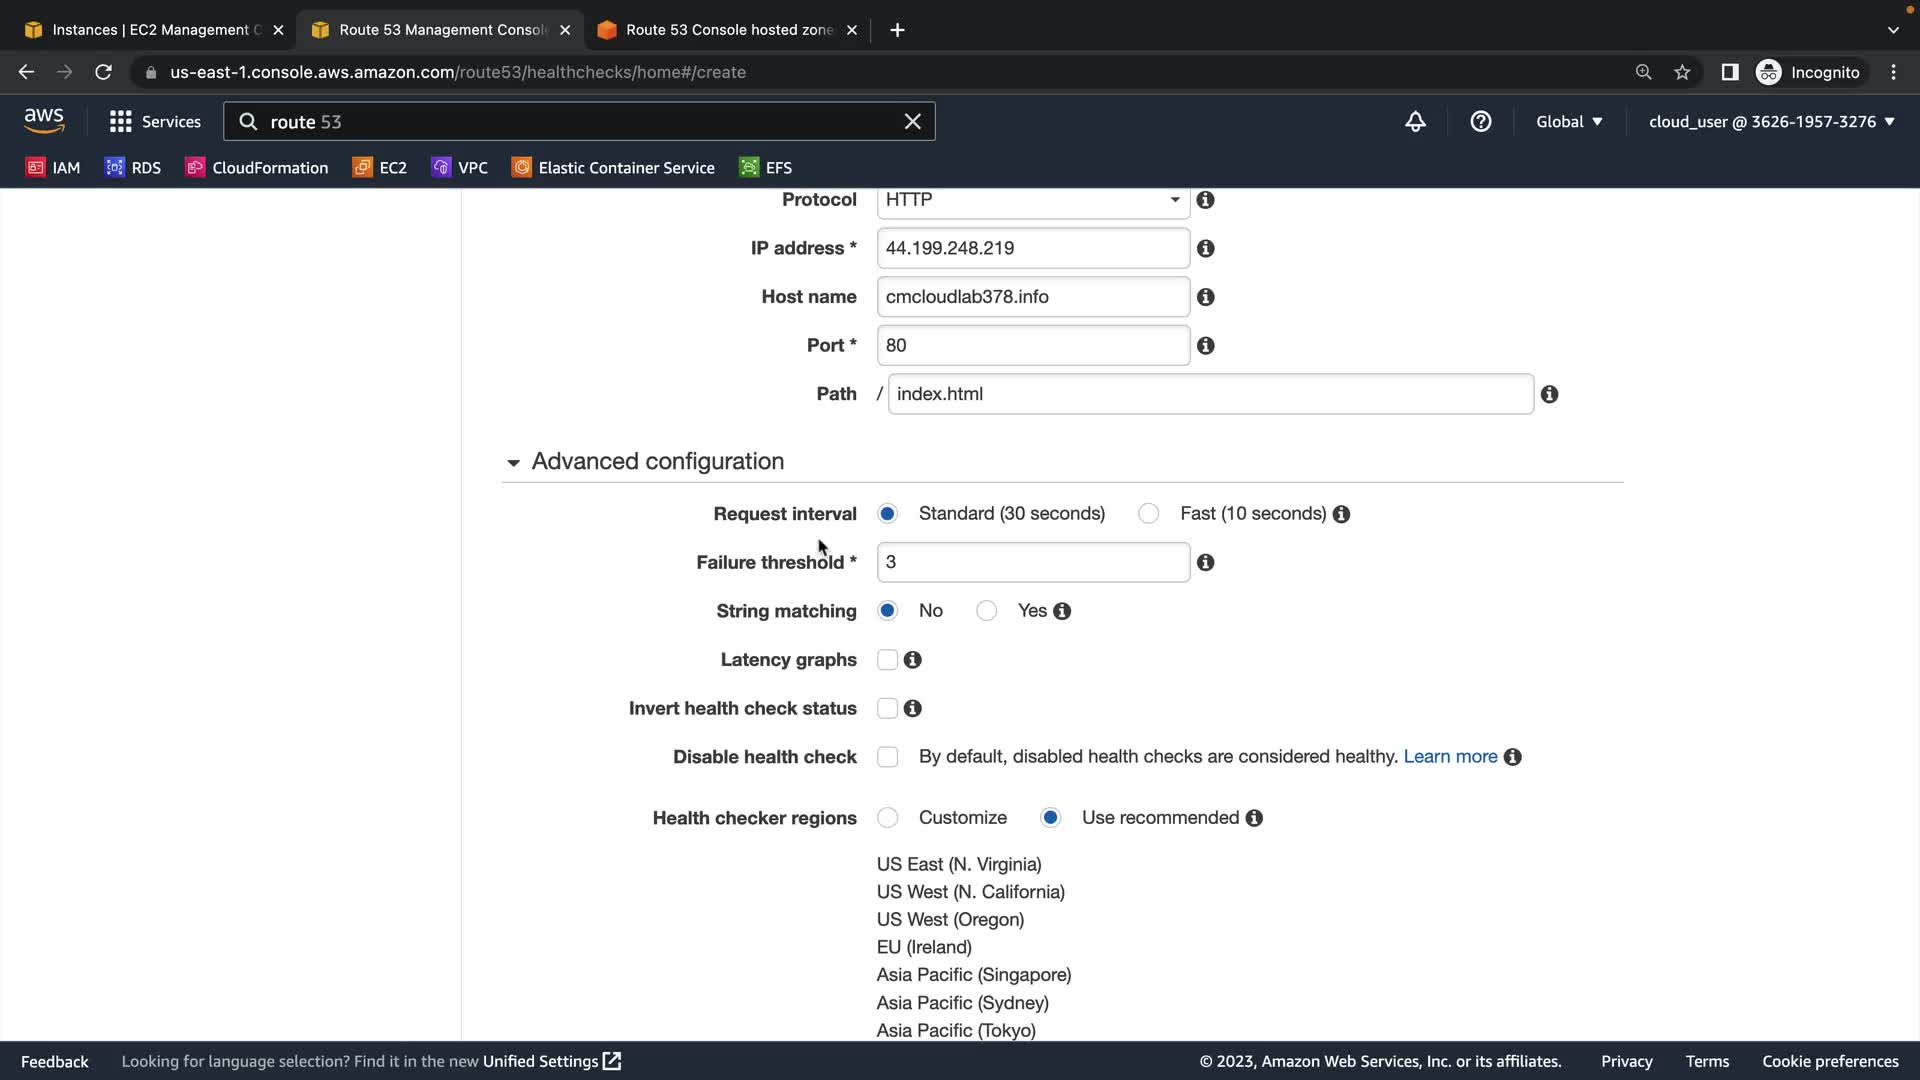 Instances | EC2 Management C
Route 53 Management Consol
Route 53 Console hosted zone
us-east-1.console.aws.amazon.com/route53/healthchecks/home#/create
Incognito
aws
Services
route 53
Global
cloud_user @ 3626-1957-3276
IAM
RDS
CloudFormation
EC2
VPC
Elastic Container Service
EFS
Protocol HTTP
IP address * 44.199.248.219
Host name cmcloudlab378.info
Port * 80
Path / index.html
Advanced configuration
Request interval Standard (30 seconds) Fast (10 seconds)
Failure threshold * 3
String matching No Yes
Latency graphs
Invert health check status
Disable health check By default, disabled health checks are considered healthy. Learn more
Health checker regions Customize Use recommended
US East (N. Virginia)
US West (N. California)
US West (Oregon)
EU (Ireland)
Asia Pacific (Singapore)
Asia Pacific (Sydney)
Asia Pacific (Tokyo)
Feedback Looking for language selection? Find it in the new Unified Settings © 2023, Amazon Web Services, Inc. or its affiliates. Privacy Terms Cookie preferences